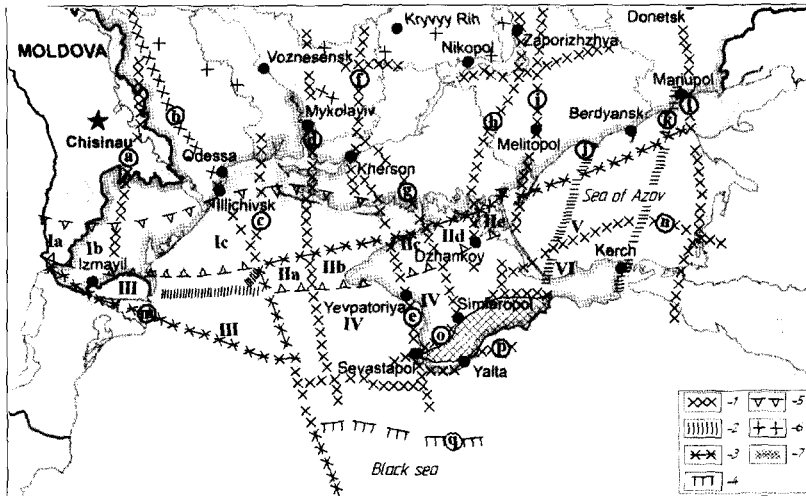 Kryvyy Rih
Donetsk
MOLDOVA
Zaporizhzhya
Voznesensk
Nikopol
Mariupol
f
b
Mykolayiv
h
j
k
l
Berdyansk
Chisinau
d
Melitopol
a
Odessa
Kherson
Illichivsk
g
Sea of Azov
c
Ia
Ib
Ic
IId
IIe
V
n
IIc
Dzhankoy
IIa
IIb
VI
Kerch
Izmayil
III
Yevpatoriya
IV
Simferopol
IV
m
III
e
o
Sevastapol
p
Yalta
q
Black sea
-1
-5
-2
-6
-3
-7
-4